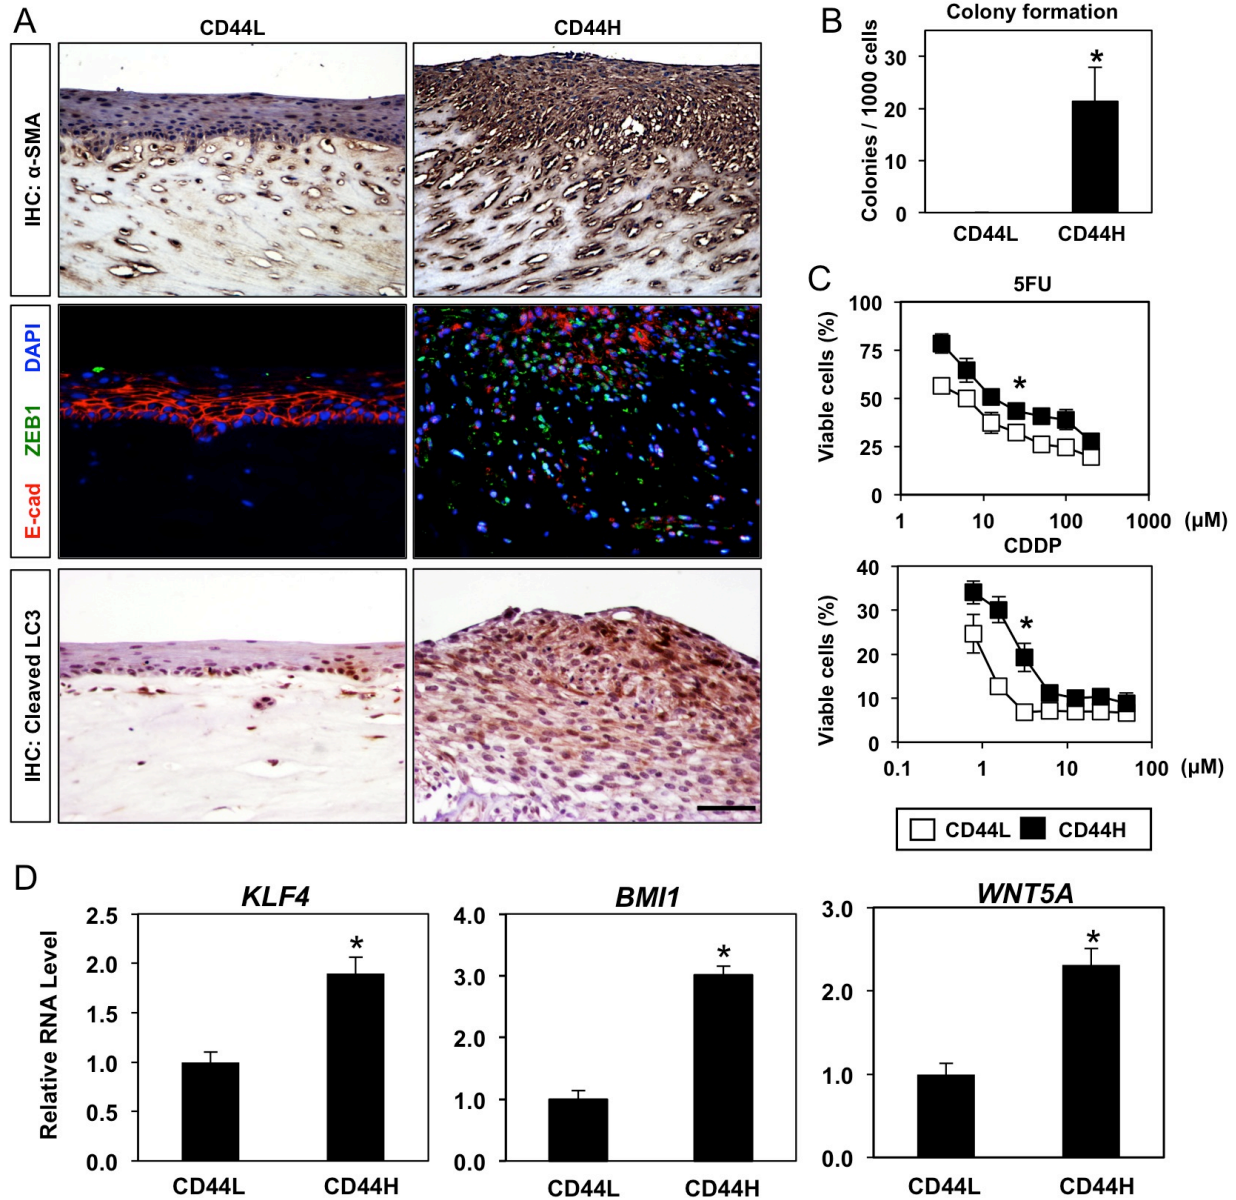 A
CD44L
CD44H
IHC: α-SMA
E-cad ZEB1 DAPI
IHC: Cleaved LC3
B
Colony formation
Colonies / 1000 cells
30
20
10
0
*
CD44L
CD44H
C
5FU
Viable cells (%)
100
75
50
25
0
*
1
10
100
1000
(μM)
CDDP
Viable cells (%)
40
30
20
10
0
*
0.1
1
10
100
(μM)
CD44L
CD44H
D
Relative RNA Level
KLF4
2.5
2.0
1.5
1.0
0.5
0.0
*
CD44L
CD44H
BMI1
4.0
3.0
2.0
1.0
0.0
*
CD44L
CD44H
WNT5A
3.0
2.0
1.0
0.0
*
CD44L
CD44H